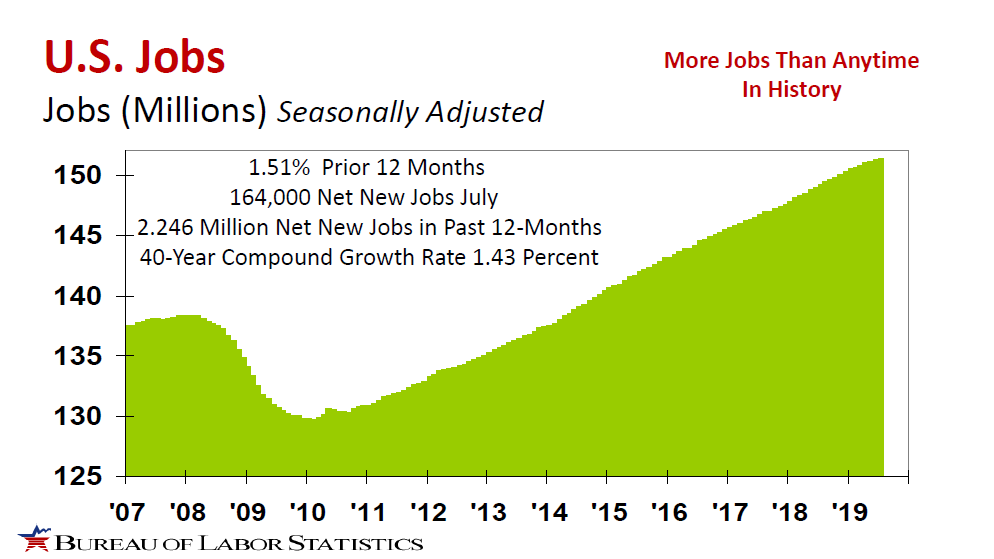 U.S. Jobs
More Jobs Than Anytime
In History
Jobs (Millions) Seasonally Adjusted
1.51%  Prior 12 Months
164,000 Net New Jobs July
2.246 Million Net New Jobs in Past 12-Months
40-Year Compound Growth Rate 1.43 Percent
150
145
140
135
130
125
'07 '08 '09 '10 '11 '12 '13 '14 '15 '16 '17 '18 '19
BUREAU OF LABOR STATISTICS